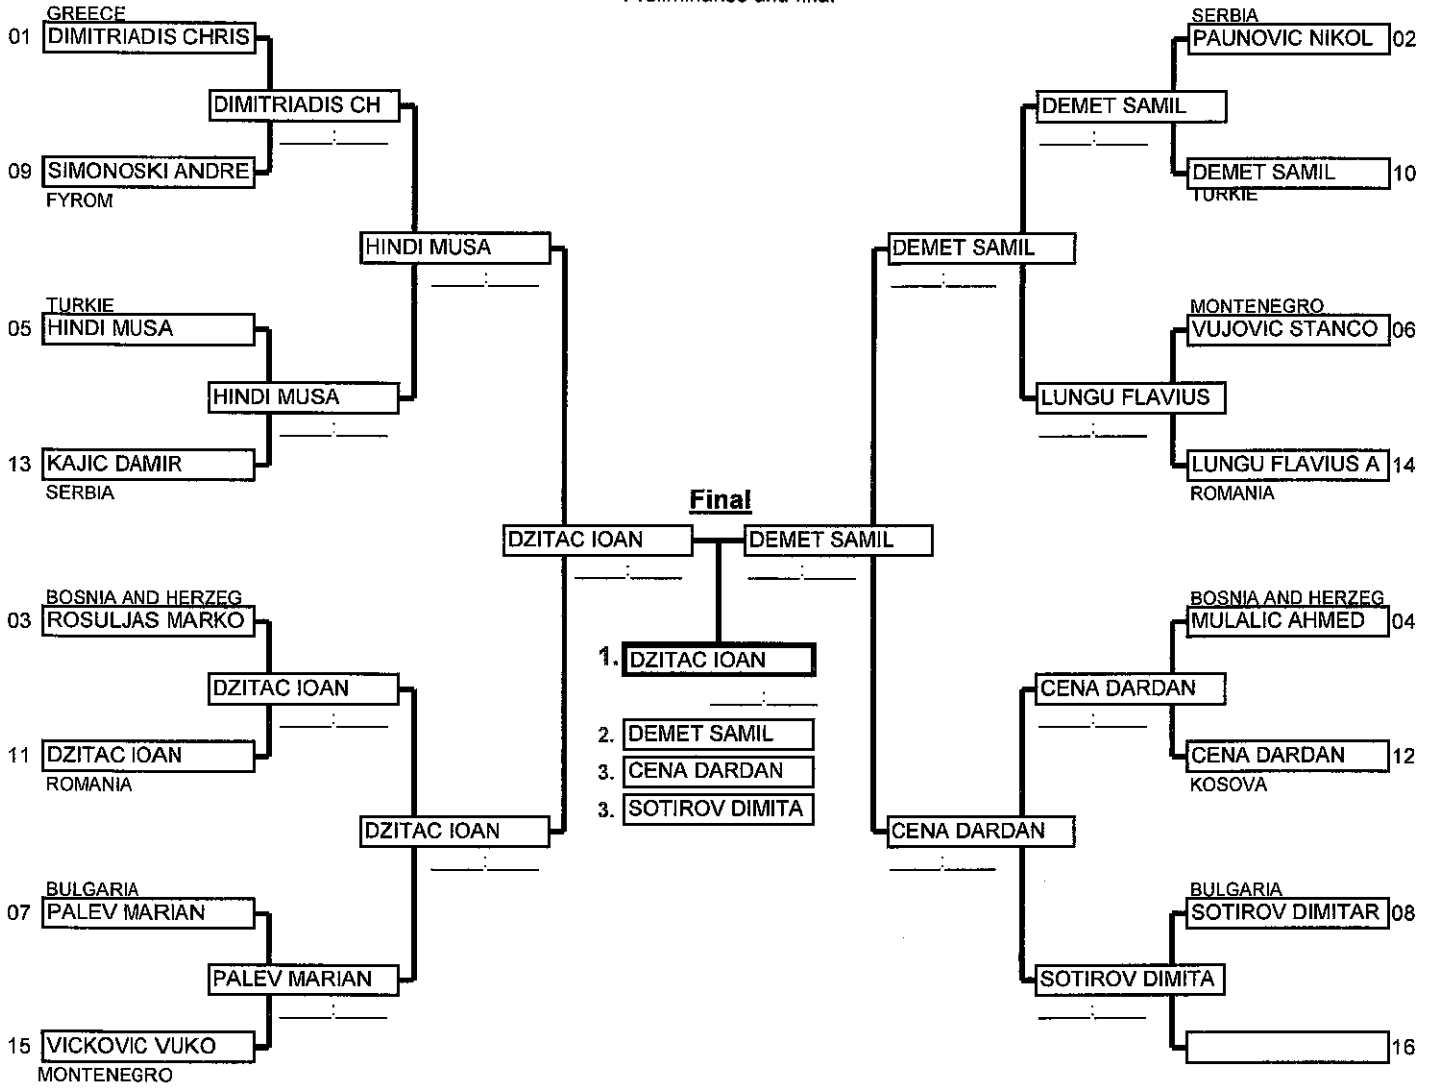 GREECE
01 DIMITRIADIS CHRIS
DIMITRIADIS CH
09 SIMONOSKI ANDRE
FYROM
HINDI MUSA
TURKIE
05 HINDI MUSA
HINDI MUSA
13 KAJIC DAMIR
SERBIA
DZITAC IOAN
BOSNIA AND HERZEG
03 ROSULJAS MARKO
DZITAC IOAN
11 DZITAC IOAN
ROMANIA
DZITAC IOAN
BULGARIA
07 PALEV MARIAN
PALEV MARIAN
15 VICKOVIC VUKO
MONTENEGRO
Final
1. DZITAC IOAN
2. DEMET SAMIL
3. CENA DARDAN
3. SOTIROV DIMITA
SERBIA
PAUNOVIC NIKOL 02
DEMET SAMIL
DEMET SAMIL 10
TURKIE
DEMET SAMIL
MONTENEGRO
VUJOVIC STANCO 06
LUNGU FLAVIUS
LUNGU FLAVIUS A 14
ROMANIA
DEMET SAMIL
BOSNIA AND HERZEG
MULALIC AHMED 04
CENA DARDAN
CENA DARDAN 12
KOSOVA
CENA DARDAN
BULGARIA
SOTIROV DIMITAR 08
SOTIROV DIMITA
16